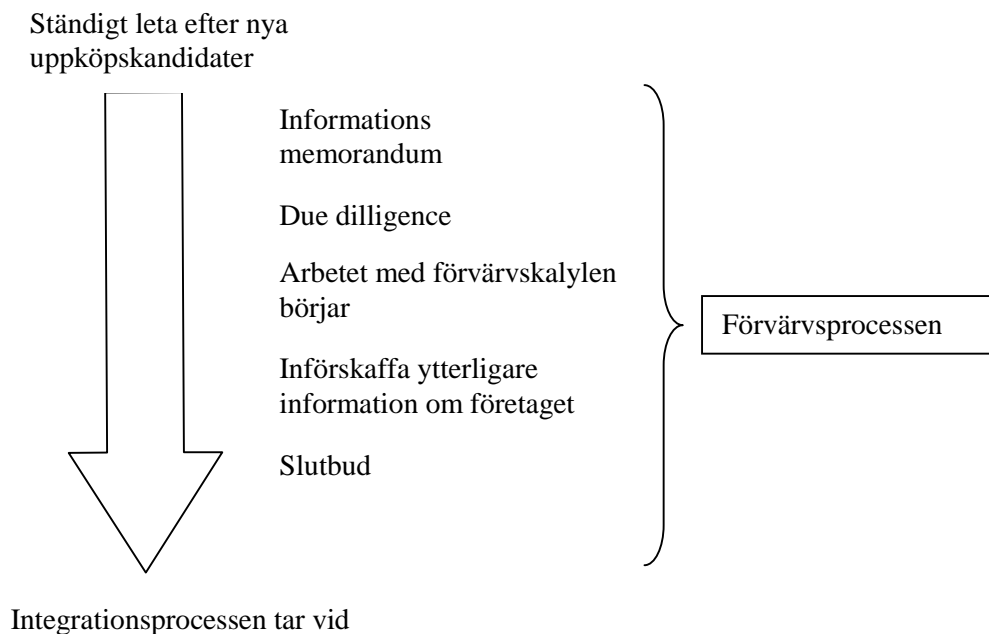 Ständigt leta efter nya
uppköpskandidater
Informations
memorandum
Due dilligence
Arbetet med förvärvskalylen
börjar
Införskaffa ytterligare
information om företaget
Slutbud
Förvärvsprocessen
Integrationsprocessen tar vid